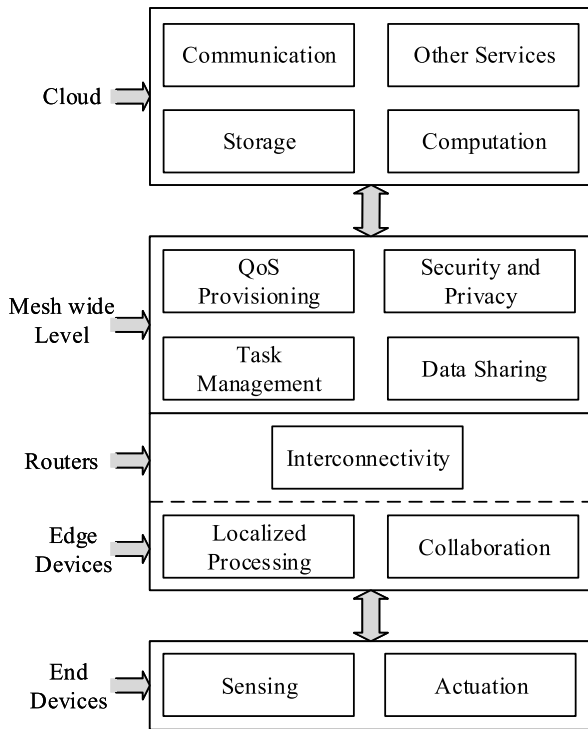 Cloud
Communication
Other Services
Storage
Computation
Mesh wide
Level
QoS
Provisioning
Security and
Privacy
Task
Management
Data Sharing
Routers
Interconnectivity
Edge
Devices
Localized
Processing
Collaboration
End
Devices
Sensing
Actuation